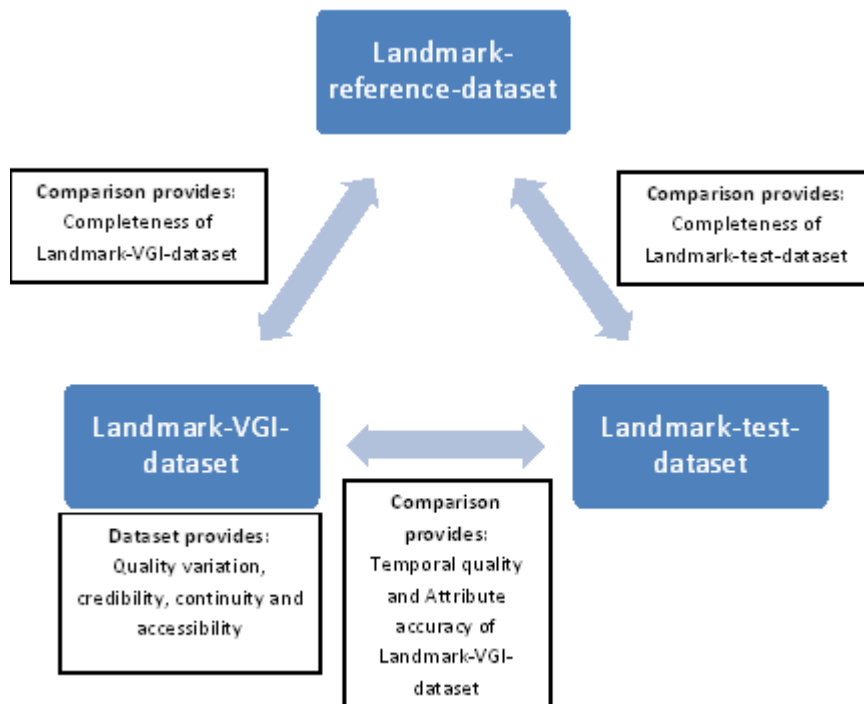 Landmark-
reference-dataset
Comparison provides:
Completeness of
Landmark-VGI-dataset
Comparison provides:
Completeness of
Landmark-test-dataset
Landmark-VGI-
dataset
Landmark-test-
dataset
Dataset provides:
Quality variation,
credibility, continuity and
accessibility
Comparison
provides:
Temporal quality
and Attribute
accuracy of
Landmark-VGI-
dataset